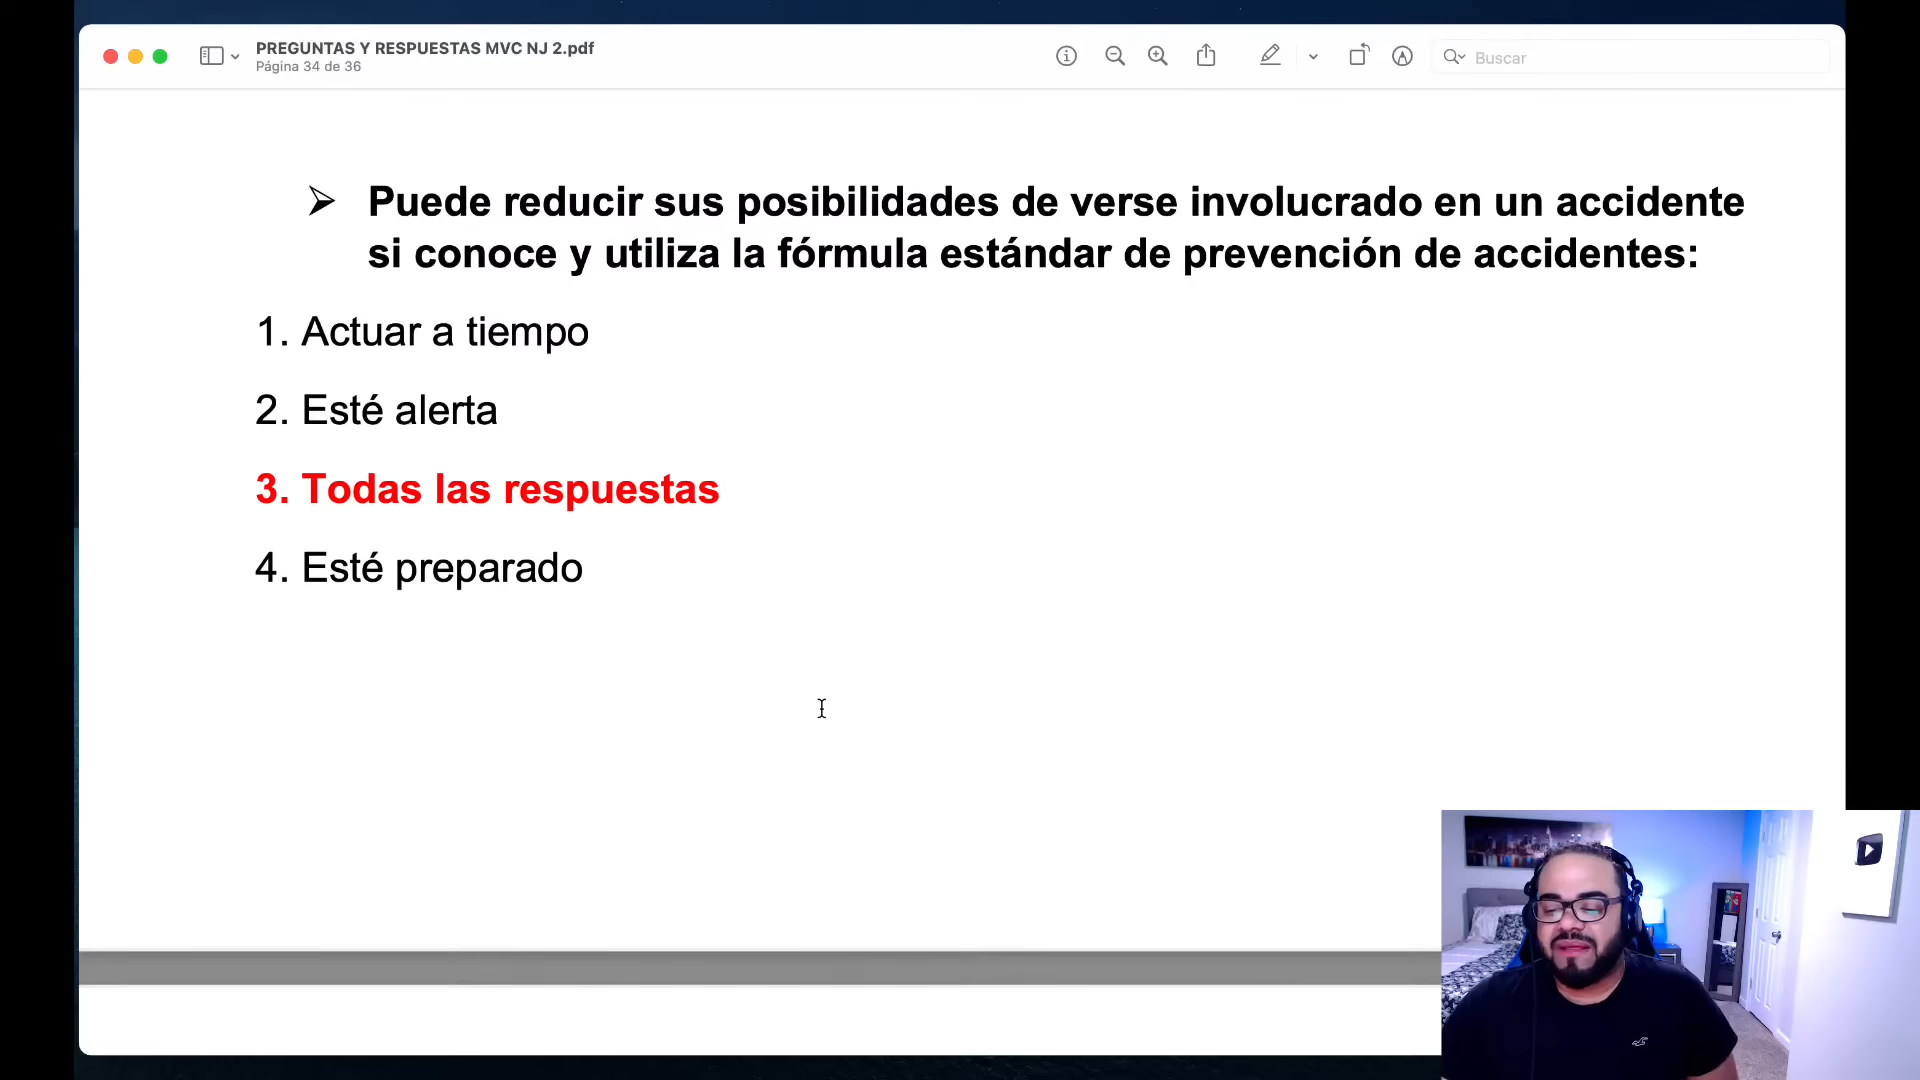 PREGUNTAS Y RESPUESTAS MVC NJ 2.pdf
Página 34 de 36
Buscar
➢ Puede reducir sus posibilidades de verse involucrado en un accidente
si conoce y utiliza la fórmula estándar de prevención de accidentes:
1. Actuar a tiempo
2. Esté alerta
3. Todas las respuestas
4. Esté preparado